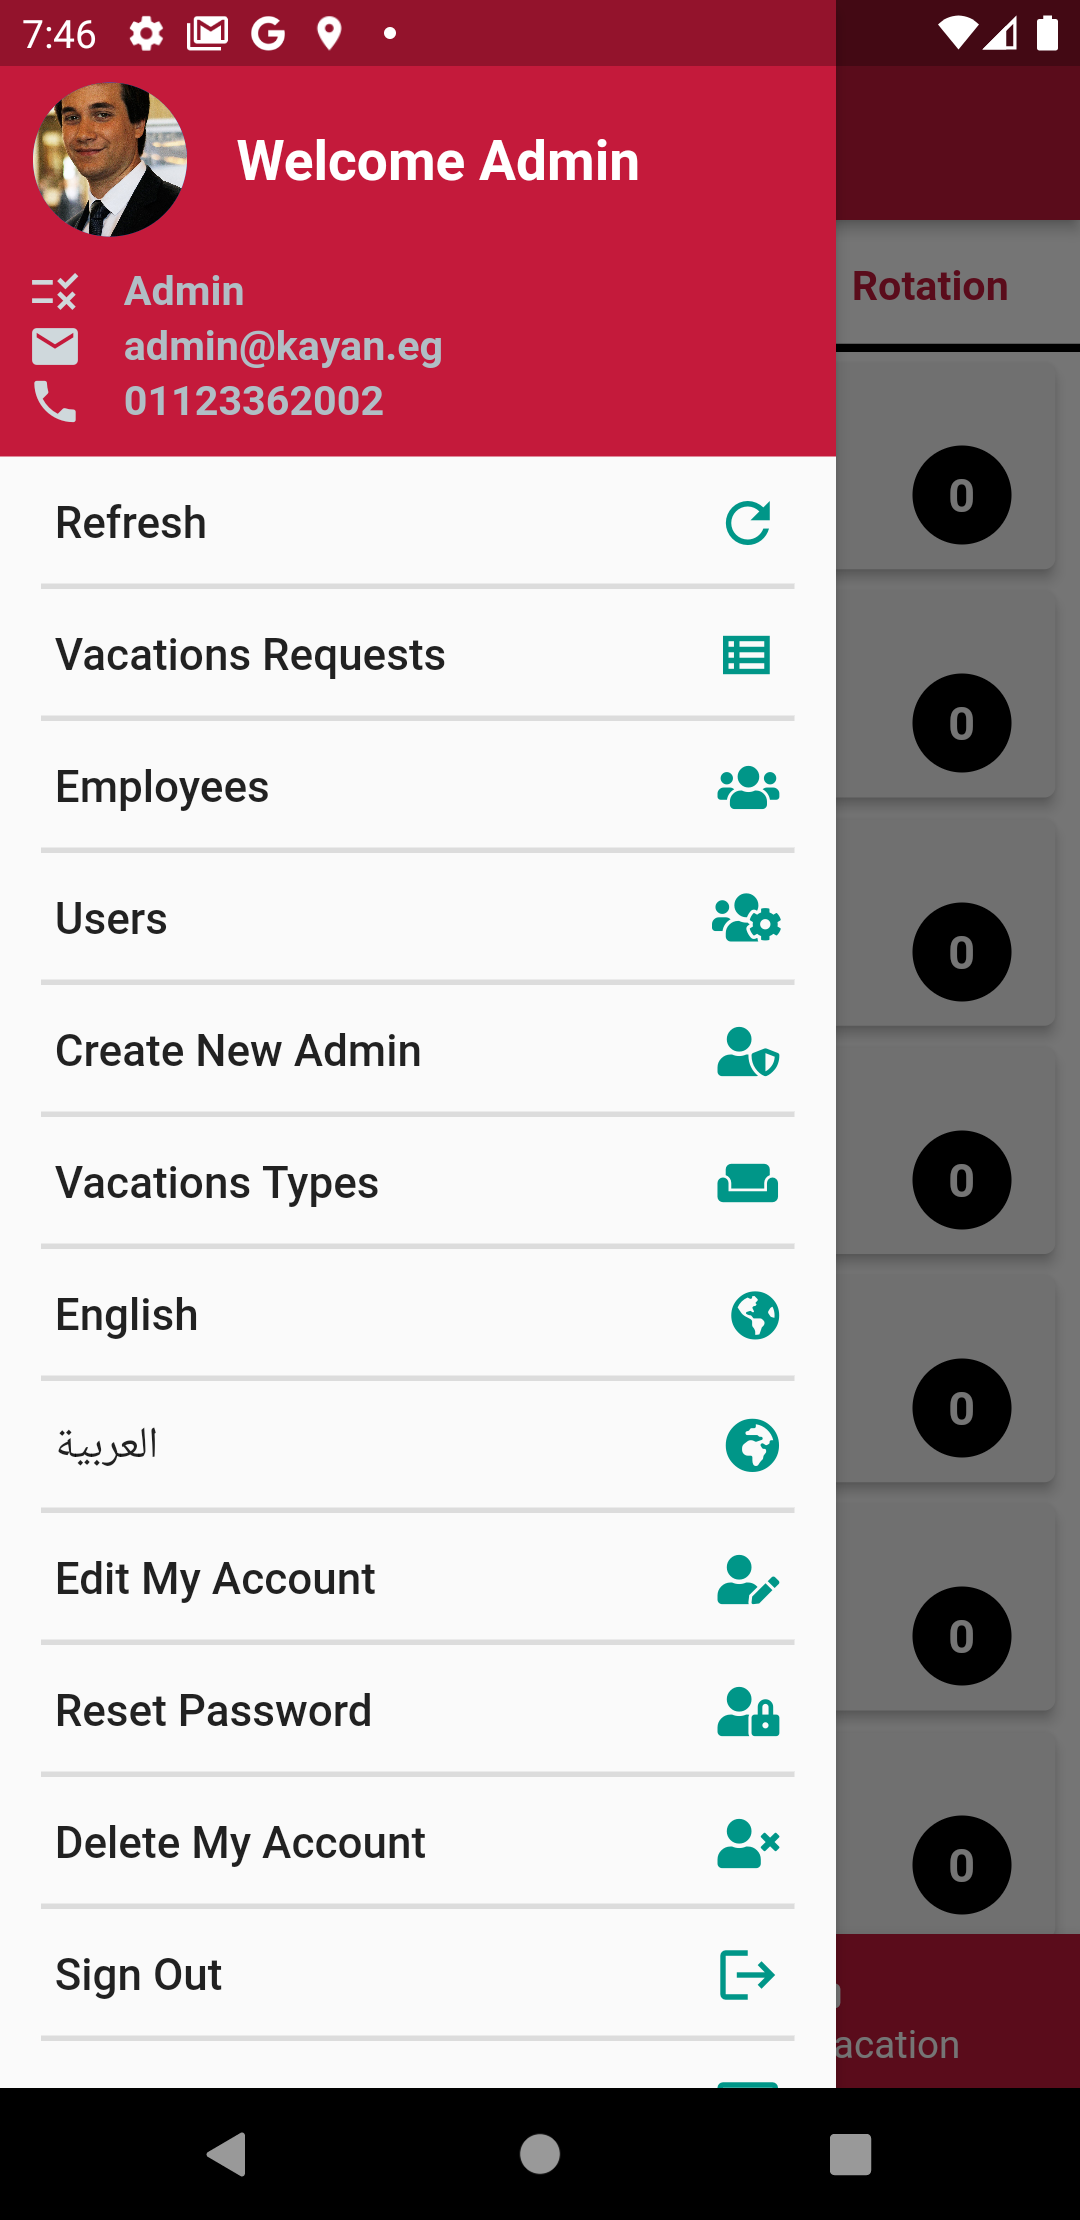 7:46
Welcome Admin
Admin
admin@kayan.eg
01123362002
Rotation
Refresh
0
Vacations Requests
0
Employees
Users
0
Create New Admin
Vacations Types
0
English
0
العربية
Edit My Account
0
Reset Password
Delete My Account
0
Sign Out
acation